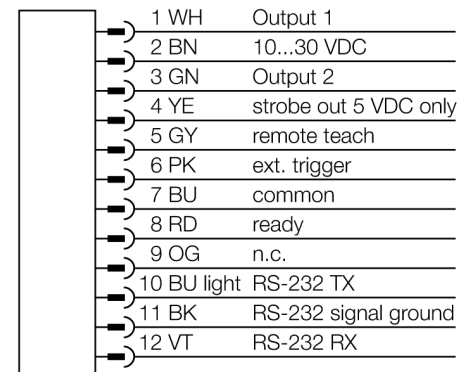 1 WH Output 1
2 BN 10...30 VDC
3 GN Output 2
4 YE strobe out 5 VDC only
5 GY remote teach
6 PK ext. trigger
7 BU common
8 RD ready
9 OG n.c.
10 BU light RS-232 TX
11 BK RS-232 signal ground
12 VT RS-232 RX